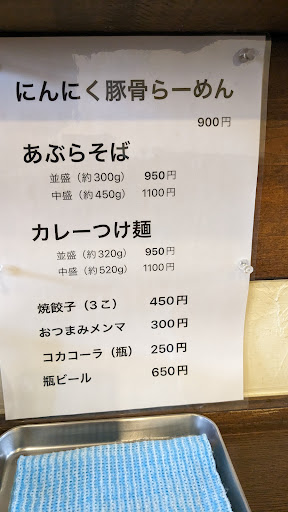 にんにく豚骨らーめん
900円
あぶらそば
並盛（約300g） 950円
中盛（約450g） 1100円
カレーつけ麺
並盛（約320g） 950円
中盛（約520g） 1100円
焼餃子（3こ） 450円
おつまみメンマ 300円
コカコーラ（瓶） 250円
瓶ビール 650円